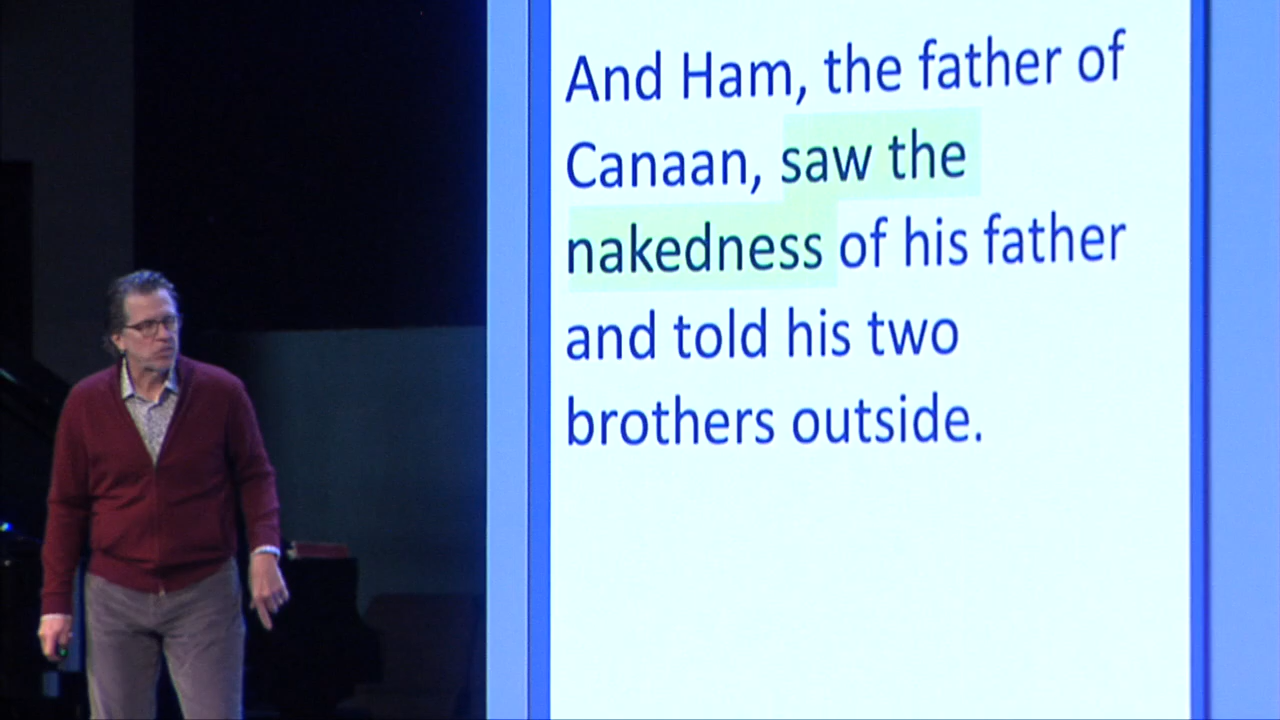 And Ham, the father of
Canaan, saw the
nakedness of his father
and told his two
brothers outside.